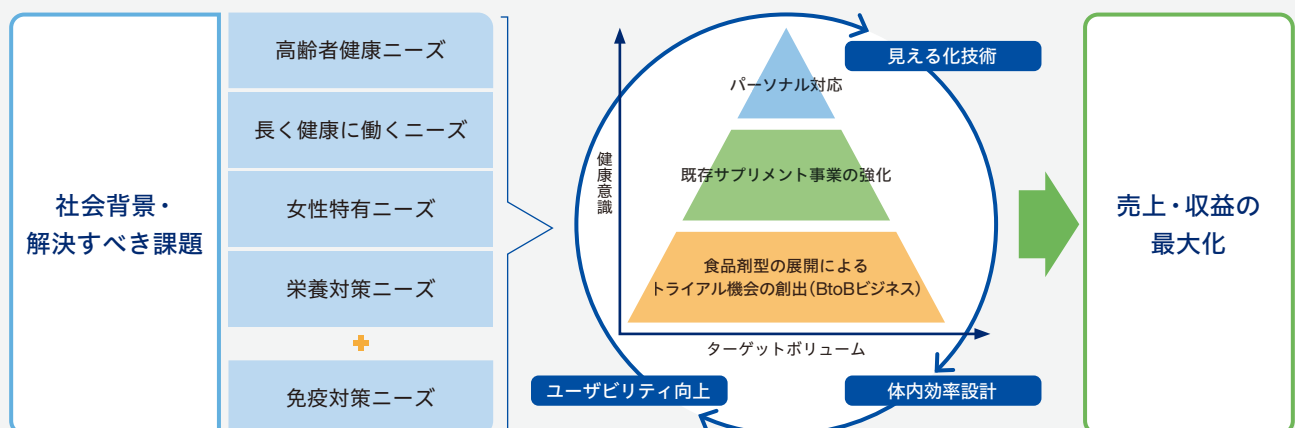 社会背景・
解決すべき課題
高齢者健康ニーズ
長く健康に働くニーズ
女性特有ニーズ
栄養対策ニーズ
免疫対策ニーズ
健康意識
パーソナル対応
既存サプリメント事業の強化
食品剤型の展開による
トライアル機会の創出（BtoBビジネス）
ターゲットボリューム
見える化技術
体内効率設計
ユーザビリティ向上
売上・収益の
最大化